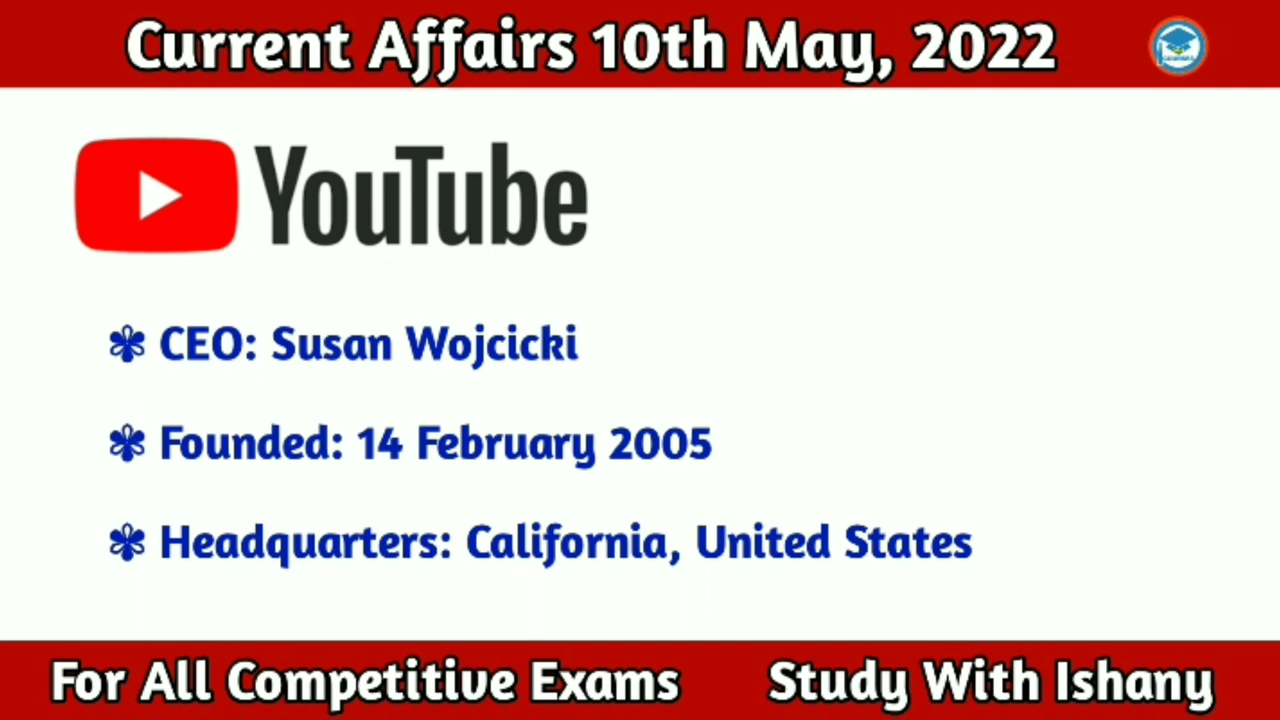 Current Affairs 10th May, 2022
YouTube
✾ CEO: Susan Wojcicki
✾ Founded: 14 February 2005
✾ Headquarters: California, United States
For All Competitive Exams Study With Ishany